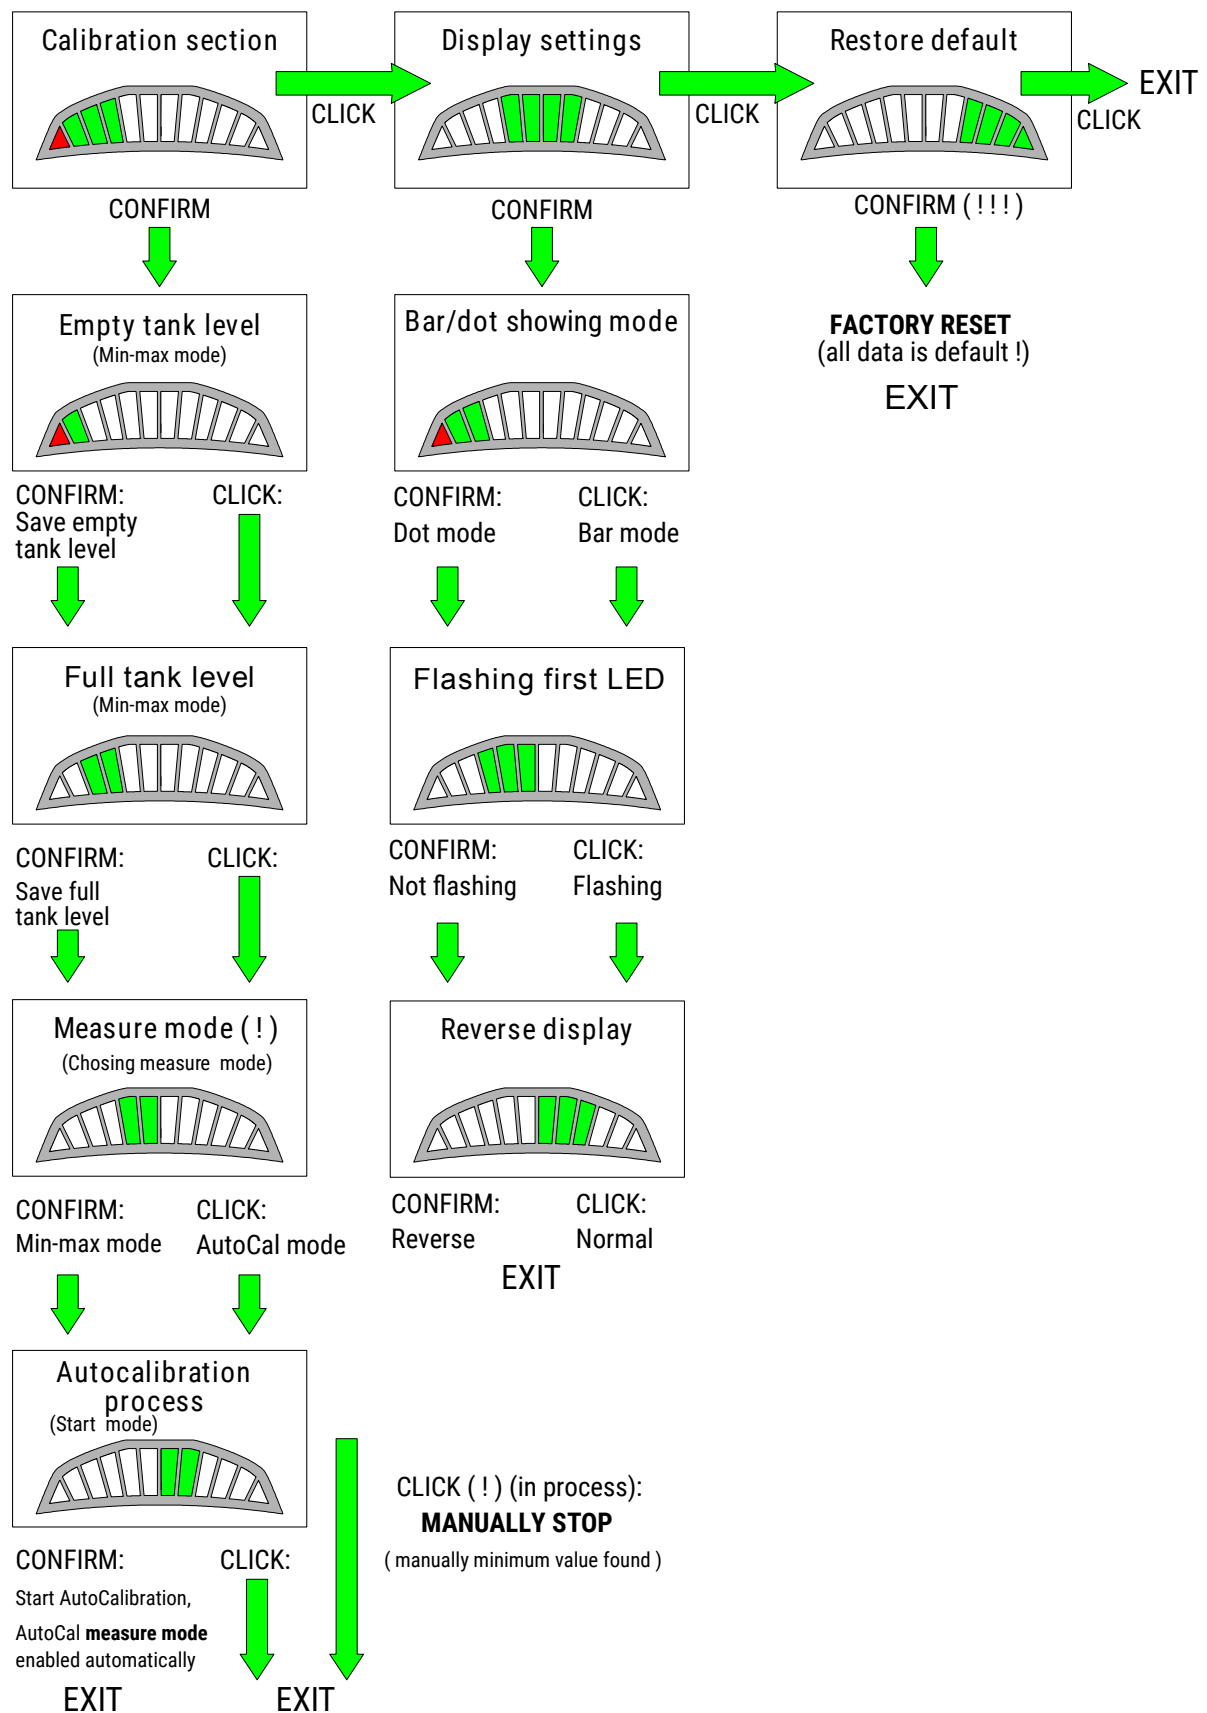 Calibration section
CLICK
Display settings
CLICK
Restore default
EXIT
CLICK
CONFIRM
CONFIRM
CONFIRM ( ! ! ! )
Empty tank level
(Min-max mode)
Bar/dot showing mode
FACTORY RESET
(all data is default !)
EXIT
CONFIRM:
Save empty
tank level
CLICK:
CONFIRM:
Dot mode
CLICK:
Bar mode
Full tank level
(Min-max mode)
Flashing first LED
CONFIRM:
Save full
tank level
CLICK:
CONFIRM:
Not flashing
CLICK:
Flashing
Measure mode ( ! )
(Chosing measure mode)
Reverse display
CONFIRM:
Min-max mode
CLICK:
AutoCal mode
CONFIRM:
Reverse
CLICK:
Normal
EXIT
Autocalibration
process
(Start mode)
CLICK ( ! ) (in process):
MANUALLY STOP
( manually minimum value found )
CONFIRM:
Start AutoCalibration,
AutoCal measure mode
enabled automatically
EXIT
CLICK:
EXIT